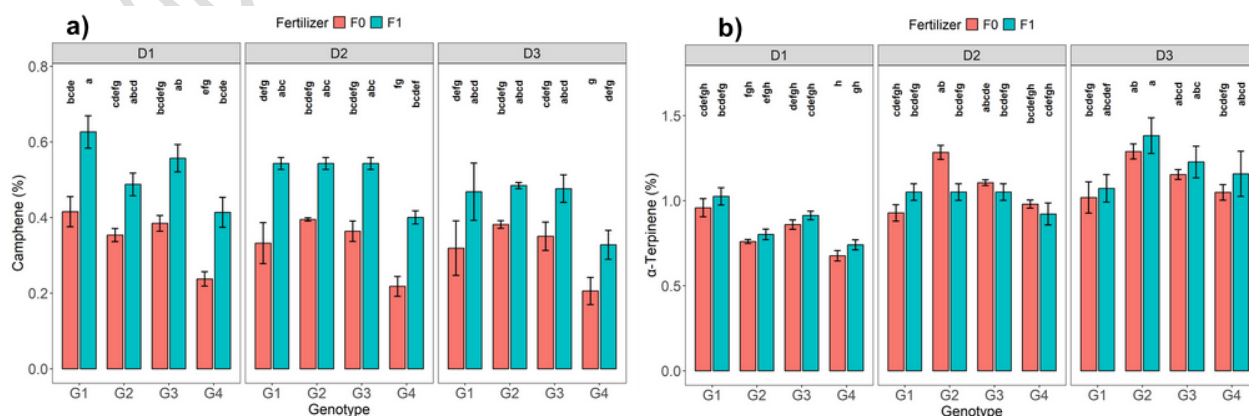 a)
Fertilizer F0 F1
D1 D2 D3
bcde a cdefg abcd bcdefg ab efg bcde
defg abc bcdefg abc bcdefg abc fg bcdef
defg abcd bcdefg abcd cdefg abcd g defg
0.8
0.6
0.4
0.2
0.0
Camphene (%)
G1 G2 G3 G4 G1 G2 G3 G4 G1 G2 G3 G4
Genotype
b)
Fertilizer F0 F1
D1 D2 D3
cdefgh bcdefg fgh efgh defgh cdefgh h gh
cdefgh bcdefg ab bcdefg abcde bcdefg bcdefgh cdefgh
bcdefg abcdef ab a abcd abc bcdefg abcd
1.5
1.0
0.5
0.0
α-Terpinene (%)
G1 G2 G3 G4 G1 G2 G3 G4 G1 G2 G3 G4
Genotype